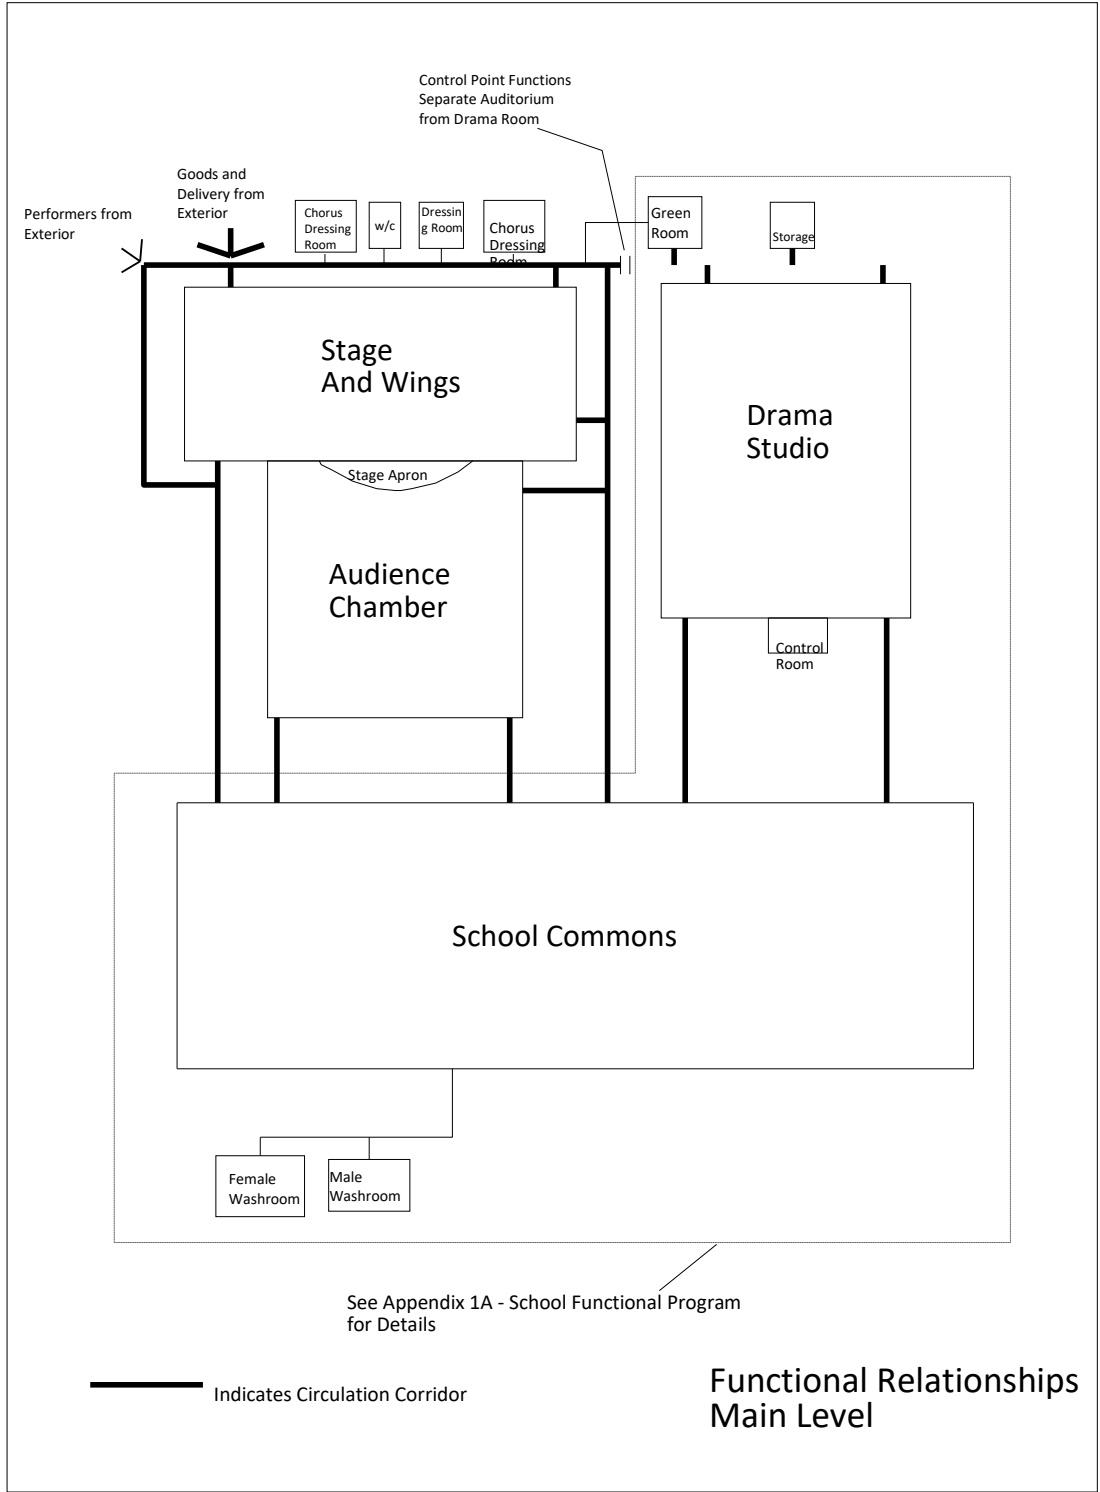 Control Point Functions
Separate Auditorium
from Drama Room
Goods and
Delivery from
Exterior
Performers from
Exterior
Chorus
Dressing
Room
w/c
Dressin
g Room
Chorus
Dressing
Room
Green
Room
Storage
Stage
And Wings
Drama
Studio
Stage Apron
Audience
Chamber
Control
Room
School Commons
Female
Washroom
Male
Washroom
See Appendix 1A - School Functional Program
for Details
Indicates Circulation Corridor
Functional Relationships
Main Level